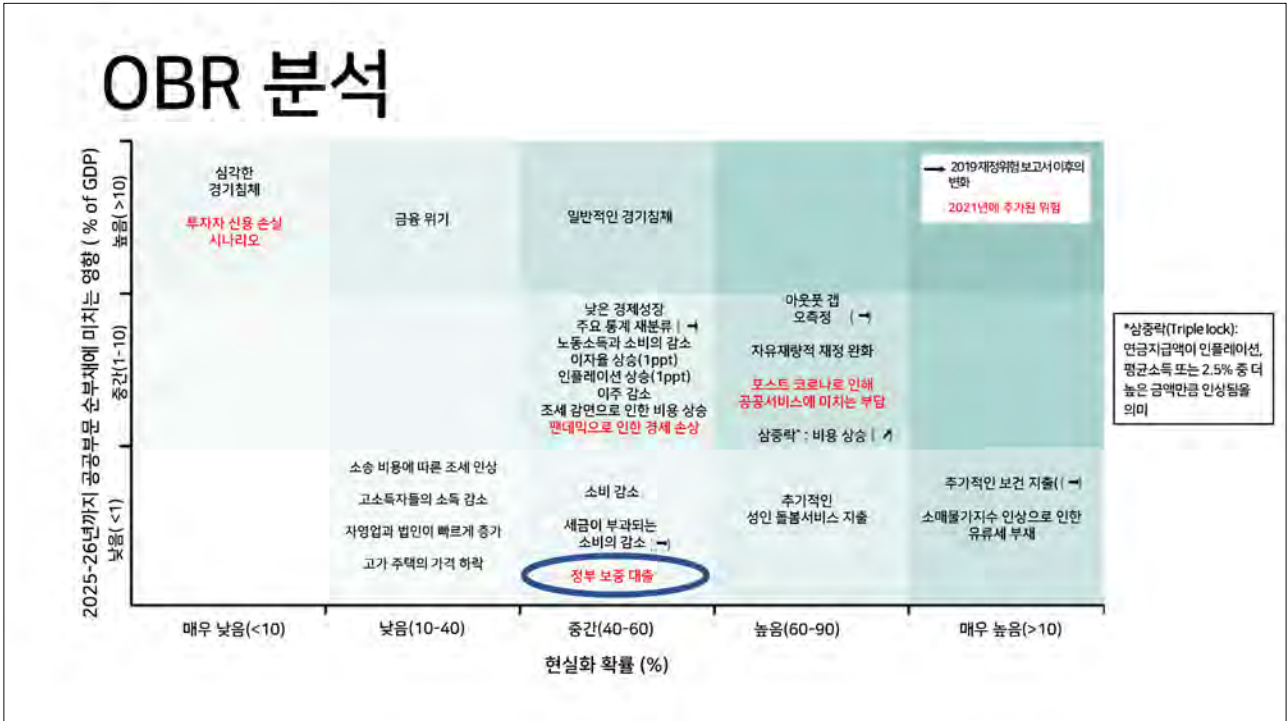 OBR 분석
2025-26년까지 공공부문 순부채에 미치는 영향 ( % of GDP)
높음( >10)
중간(1-10)
낮음( <1)
심각한
경기침체
투자자 신용 손실
시나리오
금융 위기
일반적인 경기침체
→ 2019 재정위험 보고서 이후의
변화
2021년에 추가된 위험
낮은 경제성장
주요 통계 재분류 ( →
노동소득과 소비의 감소
이자율 상승(1ppt)
인플레이션 상승(1ppt)
이주 감소
조세 감면으로 인한 비용 상승
팬데믹으로 인한 경제 손상
아웃풋 갭
오측정 (→)
자유재량적 재정 완화
포스트 코로나로 인해
공공서비스에 미치는 부담
삼중락* : 비용 상승 ( ↗
소송 비용에 따른 조세 인상
고소득자들의 소득 감소
자영업과 법인이 빠르게 증가
고가 주택의 가격 하락
소비 감소
세금이 부과되는
소비의 감소 (→)
정부 보증 대출
추가적인
성인 돌봄서비스 지출
추가적인 보건 지출(( →)
소매물가지수 인상으로 인한
유류세 부재
*삼중락(Triple lock):
연금지급액이 인플레이션,
평균소득 또는 2.5% 중 더
높은 금액만큼 인상됨을
의미
매우 낮음(<10)
낮음(10-40)
중간(40-60)
높음(60-90)
매우 높음(>10)
현실화 확률 (%)